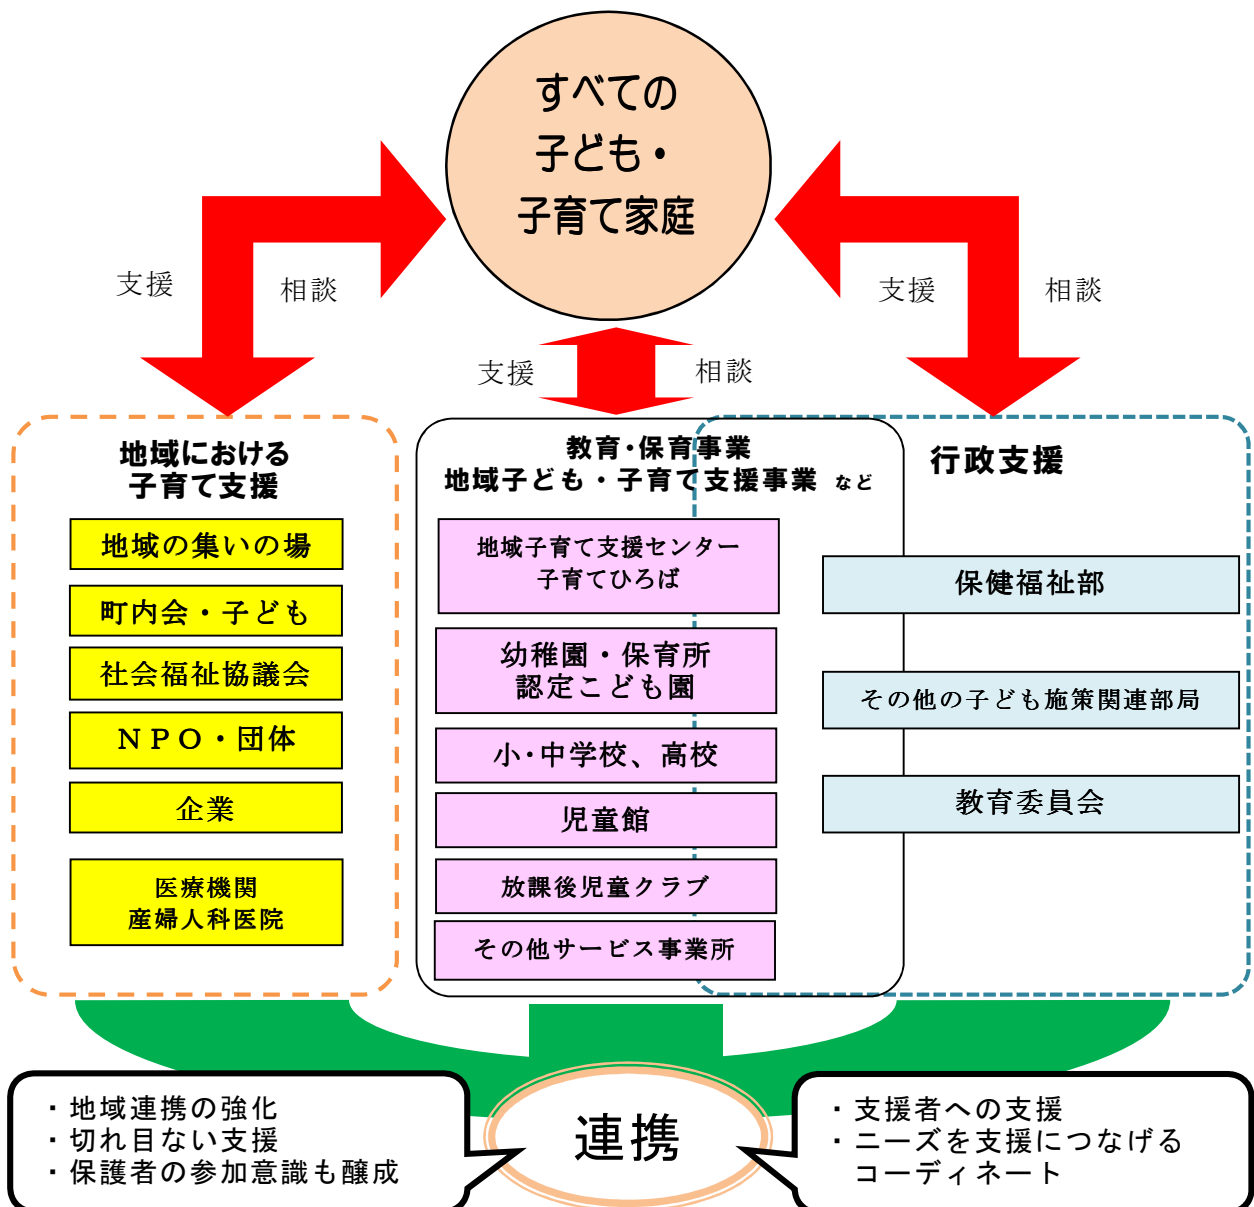 すべての
子ども・
子育て家庭
支援
相談
支援
相談
支援
相談
地域における
子育て支援
地域の集いの場
町内会・子ども
社会福祉協議会
ＮＰＯ・団体
企業
医療機関
産婦人科医院
教育・保育事業
地域子ども・子育て支援事業 など
地域子育て支援センター
子育てひろば
幼稚園・保育所
認定こども園
小・中学校、高校
児童館
放課後児童クラブ
その他サービス事業所
行政支援
保健福祉部
その他の子ども施策関連部局
教育委員会
・地域連携の強化
・切れ目ない支援
・保護者の参加意識も醸成
連携
・支援者への支援
・ニーズを支援につなげる
コーディネート